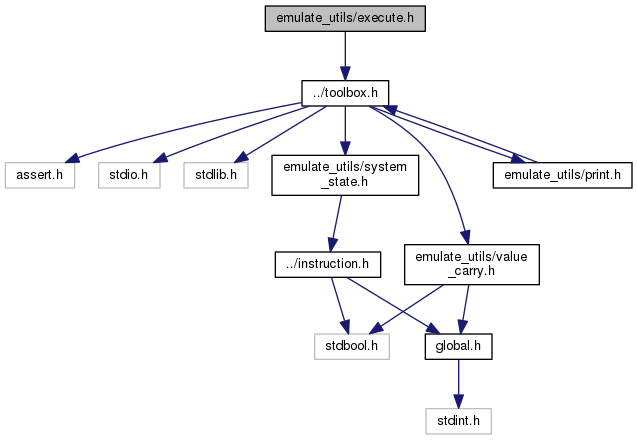 emulate_utils/execute.h
../toolbox.h
assert.h
stdio.h
stdlib.h
emulate_utils/system
_state.h
emulate_utils/print.h
../instruction.h
emulate_utils/value
_carry.h
stdbool.h
global.h
stdint.h